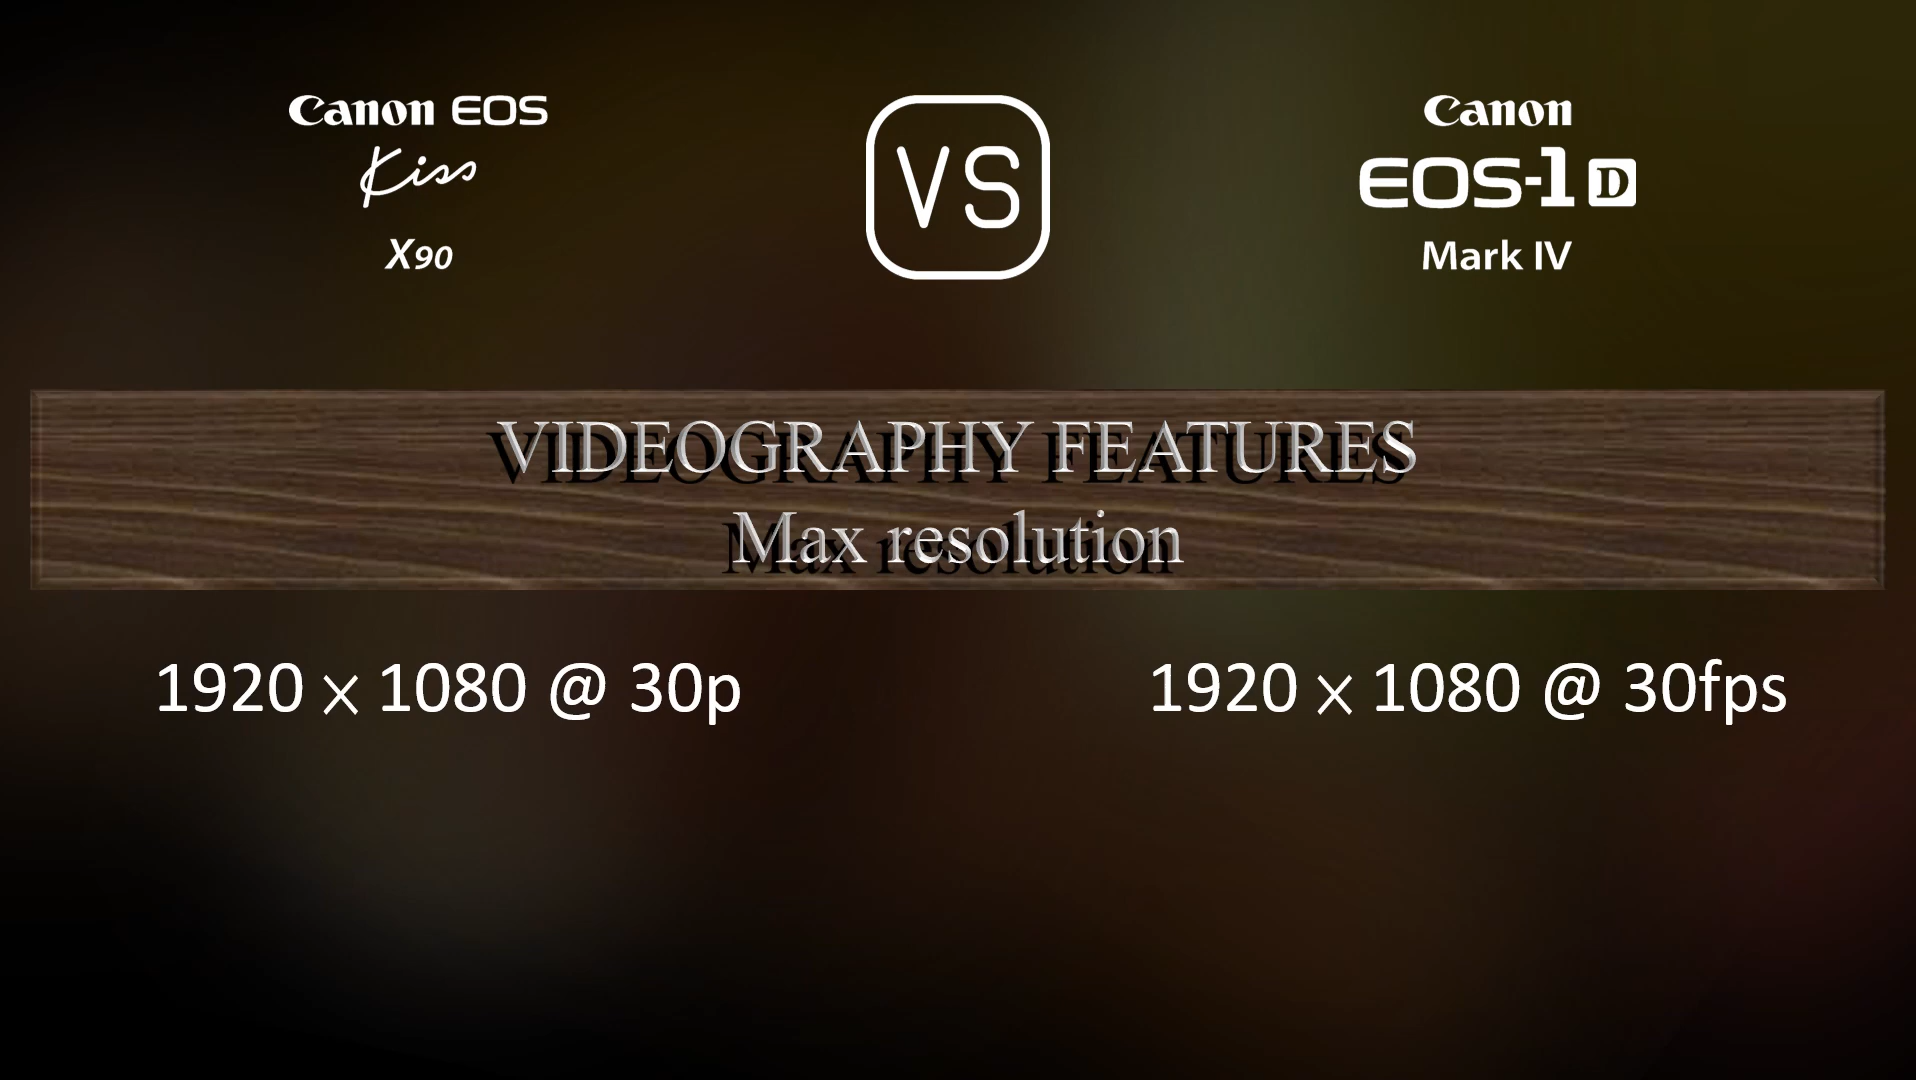 Canon EOS
Kiss
X90
VS
Canon
EOS-1D
Mark IV
VIDEOGRAPHY FEATURES
Max resolution
1920 x 1080 @ 30p
1920 x 1080 @ 30fps